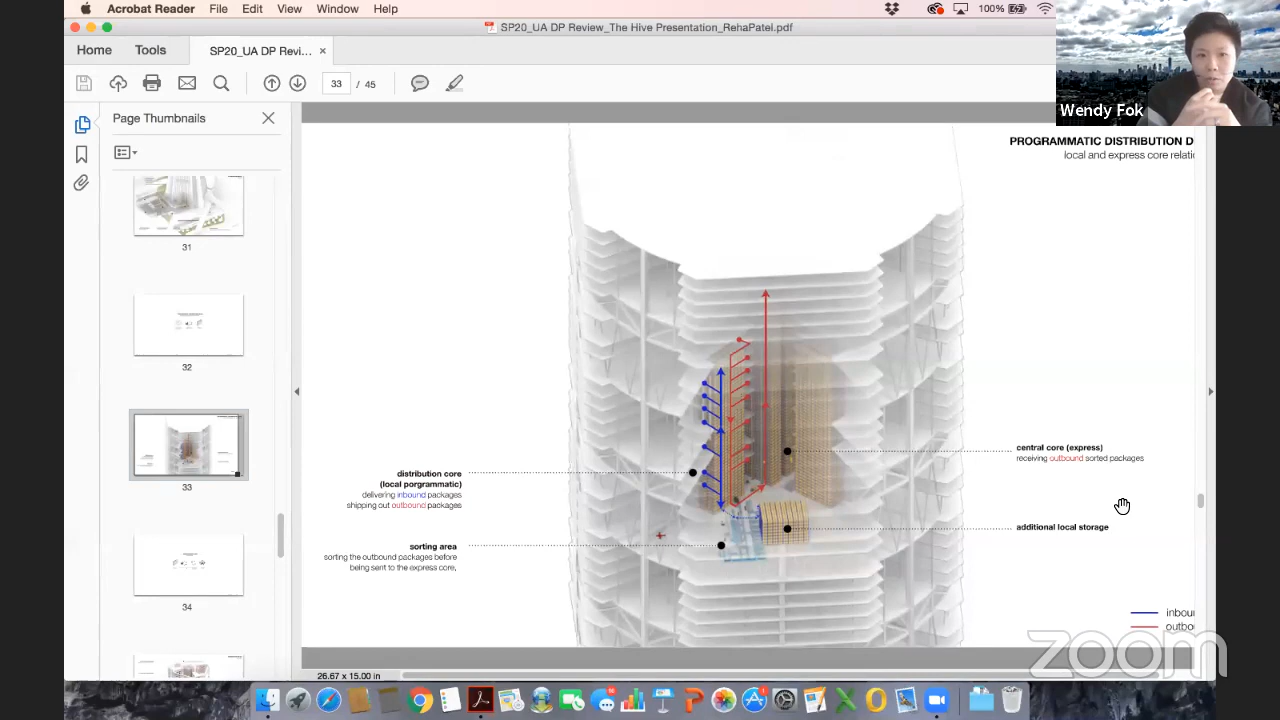 Acrobat Reader File Edit View Window Help 100%
SP20_UA DP Review_The Hive Presentation_RehaPatel.pdf
Home Tools SP20_UA DP Revi... ×
33 / 45
Wendy Fok
Page Thumbnails
31
32
33
34
PROGRAMMATIC DISTRIBUTION D
local and express core relati
central core (express)
receiving outbound sorted packages
distribution core
(local porgrammatic)
delivering inbound packages
shipping out outbound packages
additional local storage
sorting area
sorting the outbound packages before
being sent to the express core,
inbou
outbo
zoom
26.67 x 15.00 in